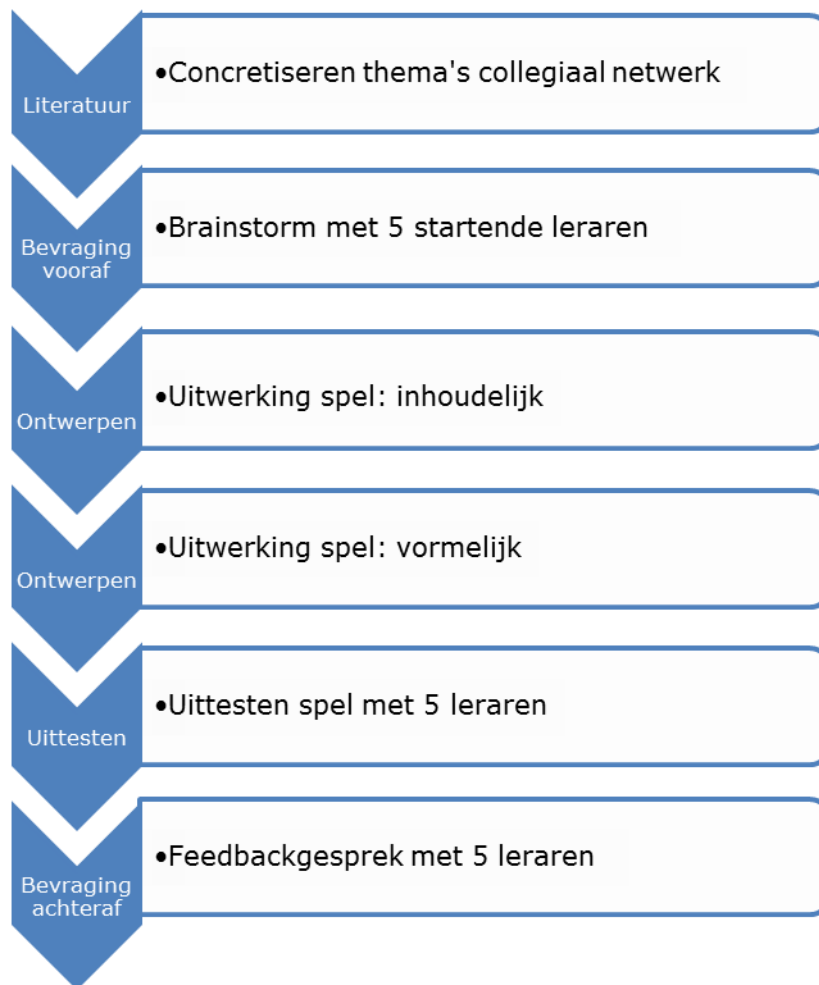 Literatuur
•Concretiseren thema's collegiaal netwerk
Bevraging
vooraf
•Brainstorm met 5 startende leraren
Ontwerpen
•Uitwerking spel: inhoudelijk
Ontwerpen
•Uitwerking spel: vormelijk
Uittesten
•Uittesten spel met 5 leraren
Bevraging
achteraf
•Feedbackgesprek met 5 leraren